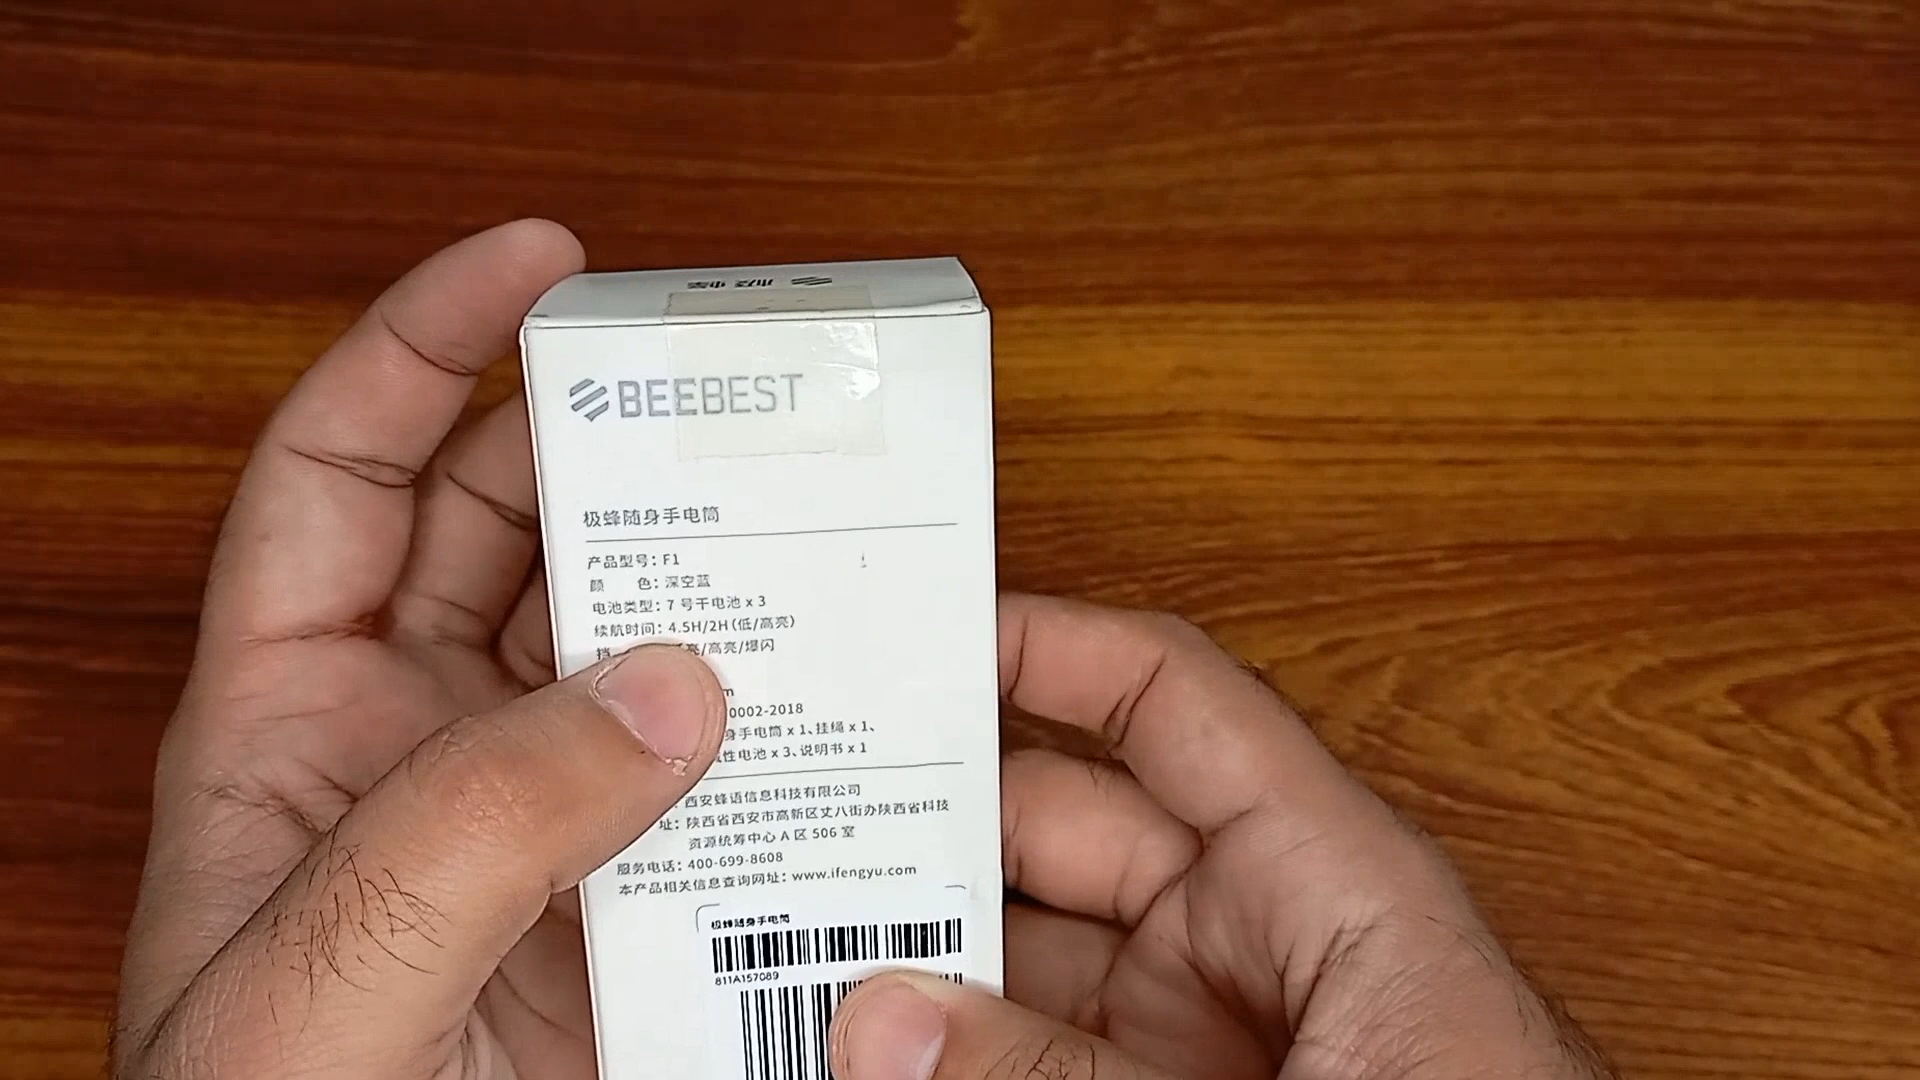 极蜂
BEEBEST
极蜂随身手电筒
产品型号：F1
颜 色：深空蓝
电池类型：7 号干电池 x 3
续航时间：4.5H/2H（低/高亮）
挡 亮/高亮/爆闪
m
0002-2018
身手电筒 x 1、挂绳 x 1、
性电池 x 3、说明书 x 1
西安蜂语信息科技有限公司
址：陕西省西安市高新区丈八街办陕西省科技
资源统筹中心 A 区 506 室
服务电话：400-699-8608
本产品相关信息查询网址：www.ifengyu.com
极蜂随身手电筒
811A157089